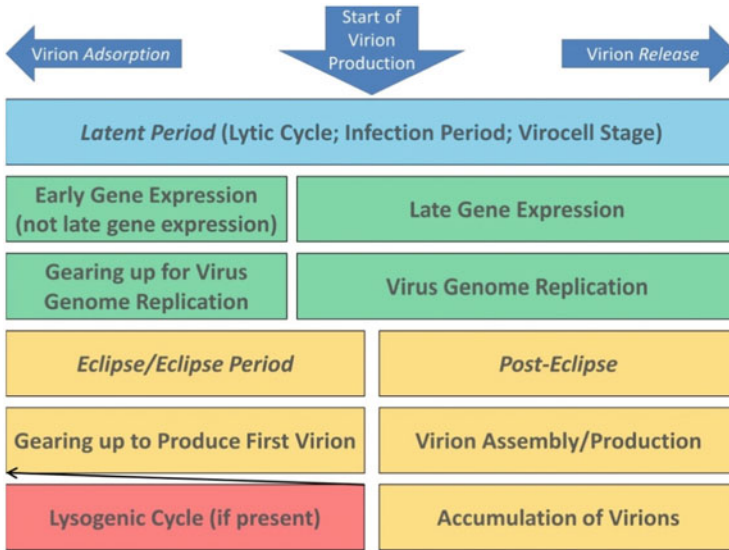 Start of
Virion
Production
Virion Adsorption
Virion Release
Latent Period (Lytic Cycle; Infection Period; Virocell Stage)
Early Gene Expression
(not late gene expression)
Late Gene Expression
Gearing up for Virus
Genome Replication
Virus Genome Replication
Eclipse/Eclipse Period
Post-Eclipse
Gearing up to Produce First Virion
Virion Assembly/Production
Lysogenic Cycle (if present)
Accumulation of Virions